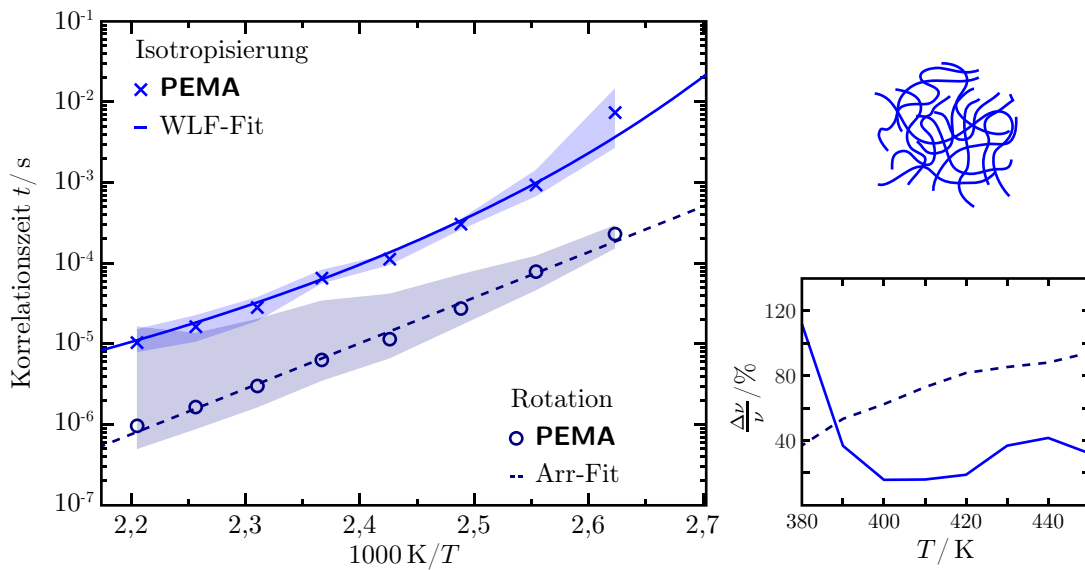 10⁻¹
10⁻²
10⁻³
10⁻⁴
10⁻⁵
10⁻⁶
10⁻⁷
Korrelationszeit t / s
Isotropisierung
PEMA
WLF-Fit
Rotation
PEMA
Arr-Fit
2,2 2,3 2,4 2,5 2,6 2,7
1000 K/T
120
80
40
Δν/ν / %
380 400 420 440
T / K